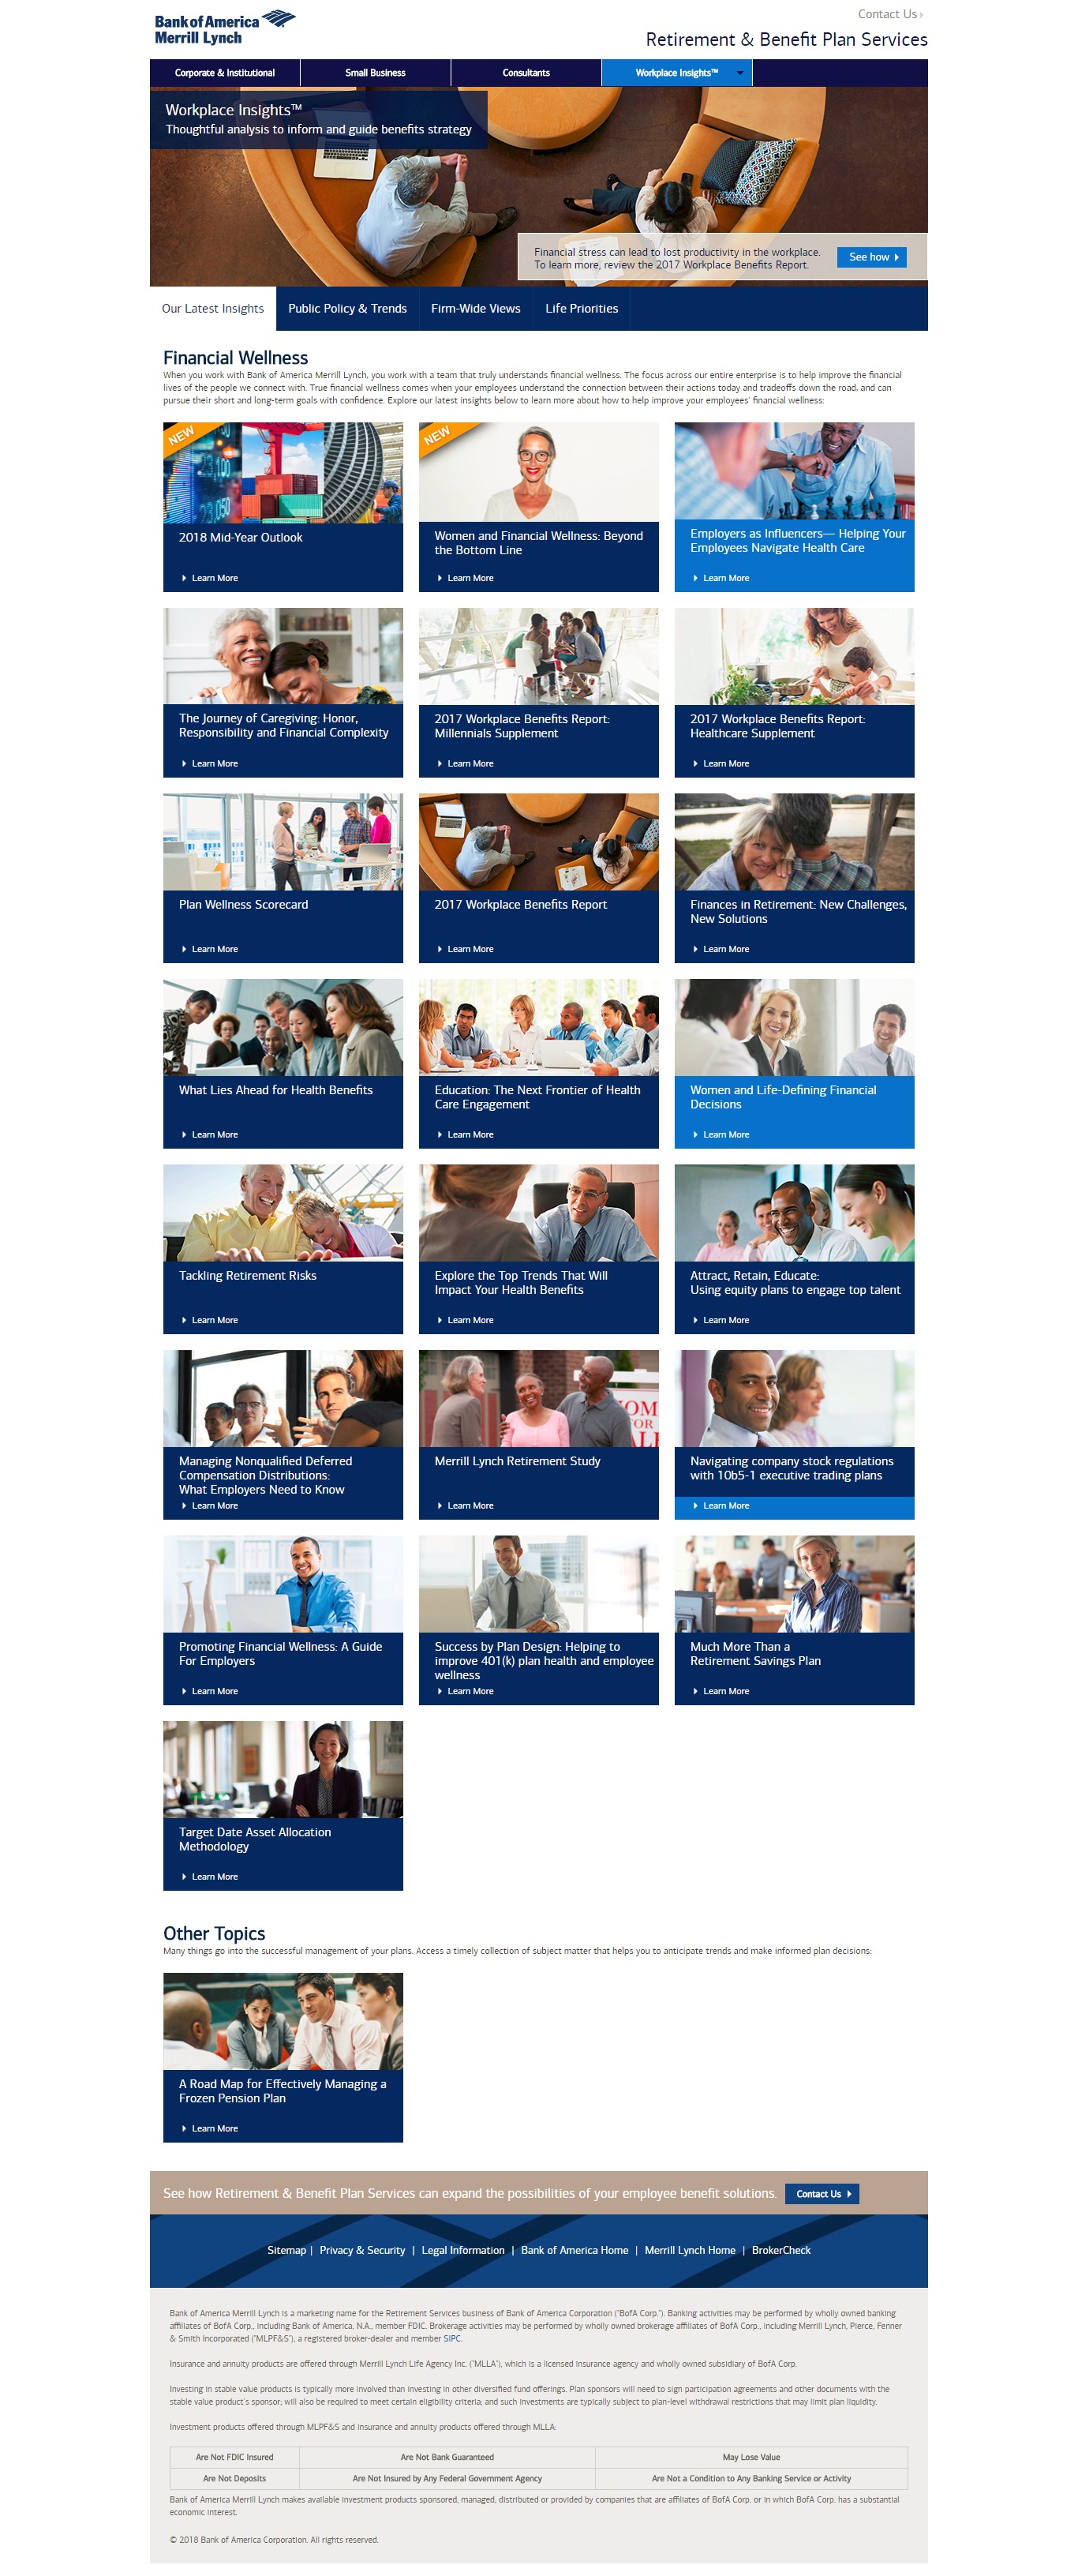 Bank of America
Merrill Lynch
Contact Us ›
Retirement & Benefit Plan Services
Corporate & Institutional
Small Business
Consultants
Workplace Insights™
Workplace Insights™
Thoughtful analysis to inform and guide benefits strategy
Financial stress can lead to lost productivity in the workplace.
To learn more, review the 2017 Workplace Benefits Report.
See how
Our Latest Insights
Public Policy & Trends
Firm-Wide Views
Life Priorities
Financial Wellness
When you work with Bank of America Merrill Lynch, you work with a team that truly understands financial wellness. The focus across our entire enterprise is to help improve the financial
lives of the people we connect with. True financial wellness comes when your employees understand the connection between their actions today and tradeoffs down the road, and can
pursue their short and long-term goals with confidence. Explore our latest insights below to learn more about how to help improve your employees' financial wellness:
NEW
2018 Mid-Year Outlook
Learn More
NEW
Women and Financial Wellness: Beyond
the Bottom Line
Learn More
Employers as Influencers— Helping Your
Employees Navigate Health Care
Learn More
The Journey of Caregiving: Honor,
Responsibility and Financial Complexity
Learn More
2017 Workplace Benefits Report:
Millennials Supplement
Learn More
2017 Workplace Benefits Report:
Healthcare Supplement
Learn More
Plan Wellness Scorecard
Learn More
2017 Workplace Benefits Report
Learn More
Finances in Retirement: New Challenges,
New Solutions
Learn More
What Lies Ahead for Health Benefits
Learn More
Education: The Next Frontier of Health
Care Engagement
Learn More
Women and Life-Defining Financial
Decisions
Learn More
Tackling Retirement Risks
Learn More
Explore the Top Trends That Will
Impact Your Health Benefits
Learn More
Attract, Retain, Educate:
Using equity plans to engage top talent
Learn More
Managing Nonqualified Deferred
Compensation Distributions:
What Employers Need to Know
Learn More
Merrill Lynch Retirement Study
Learn More
Navigating company stock regulations
with 10b5-1 executive trading plans
Learn More
Promoting Financial Wellness: A Guide
For Employers
Learn More
Success by Plan Design: Helping to
improve 401(k) plan health and employee
wellness
Learn More
Much More Than a
Retirement Savings Plan
Learn More
Target Date Asset Allocation
Methodology
Learn More
Other Topics
Many things go into the successful management of your plans. Access a timely collection of subject matter that helps you to anticipate trends and make informed plan decisions:
A Road Map for Effectively Managing a
Frozen Pension Plan
Learn More
See how Retirement & Benefit Plan Services can expand the possibilities of your employee benefit solutions.
Contact Us
Sitemap | Privacy & Security | Legal Information | Bank of America Home | Merrill Lynch Home | BrokerCheck
Bank of America Merrill Lynch is a marketing name for the Retirement Services business of Bank of America Corporation ("BofA Corp."). Banking activities may be performed by wholly owned banking
affiliates of BofA Corp., including Bank of America, N.A., member FDIC. Brokerage activities may be performed by wholly owned brokerage affiliates of BofA Corp., including Merrill Lynch, Pierce, Fenner
& Smith Incorporated ("MLPF&S"), a registered broker-dealer and member SIPC.
Insurance and annuity products are offered through Merrill Lynch Life Agency Inc. ("MLLA"), which is a licensed insurance agency and wholly owned subsidiary of BofA Corp.
Investing in stable value products is typically more involved than investing in other diversified fund offerings. Plan sponsors will need to sign participation agreements and other documents with the
stable value product's sponsor; will also be required to meet certain eligibility criteria; and such investments are typically subject to plan-level withdrawal restrictions that may limit plan liquidity.
Investment products offered through MLPF&S and insurance and annuity products offered through MLLA:
Are Not FDIC Insured
Are Not Bank Guaranteed
May Lose Value
Are Not Deposits
Are Not Insured by Any Federal Government Agency
Are Not a Condition to Any Banking Service or Activity
Bank of America Merrill Lynch makes available investment products sponsored, managed, distributed or provided by companies that are affiliates of BofA Corp. or in which BofA Corp. has a substantial
economic interest.
© 2018 Bank of America Corporation. All rights reserved.